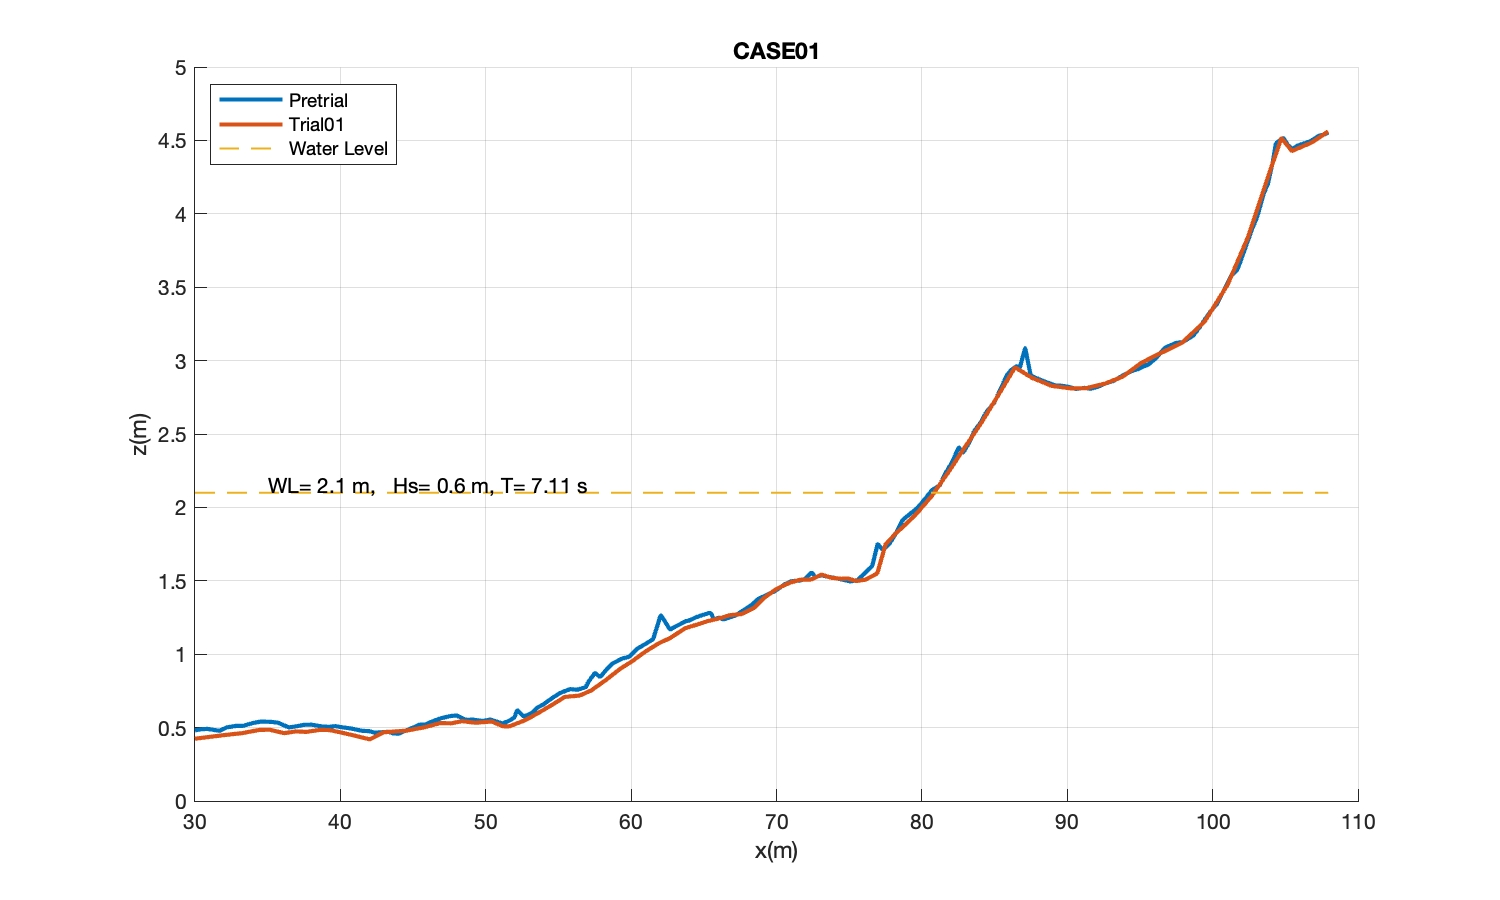 CASE01
5
4.5
4
3.5
3
2.5
2
1.5
1
0.5
0
Pretrial
Trial01
Water Level
z(m)
WL= 2.1 m,   Hs= 0.6 m, T= 7.11 s
30 40 50 60 70 80 90 100 110
x(m)